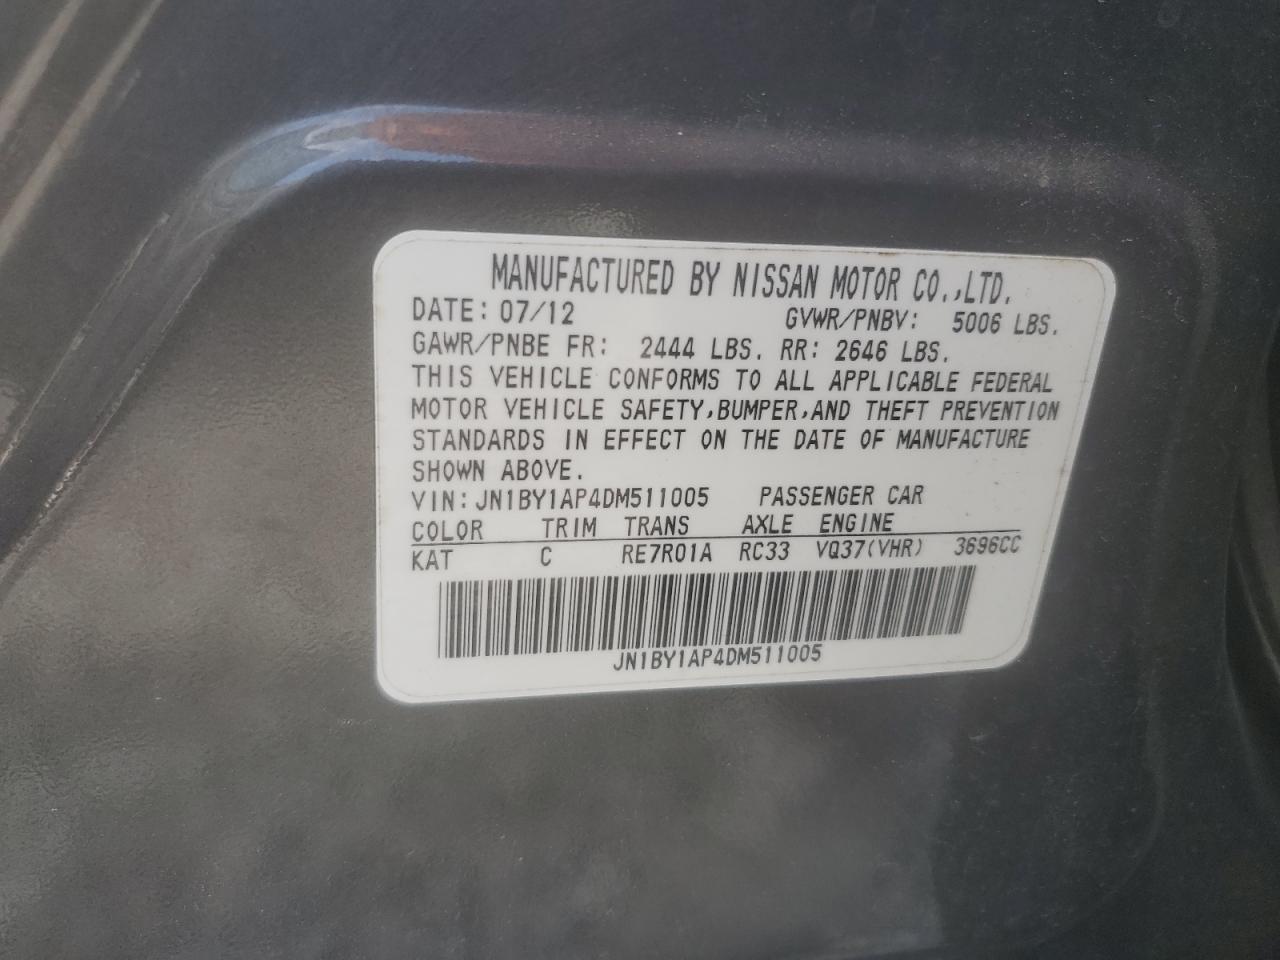 MANUFACTURED BY NISSAN MOTOR CO.,LTD.
DATE: 07/12 GVWR/PNBV: 5006 LBS.
GAWR/PNBE FR: 2444 LBS. RR: 2646 LBS.
THIS VEHICLE CONFORMS TO ALL APPLICABLE FEDERAL
MOTOR VEHICLE SAFETY,BUMPER,AND THEFT PREVENTION
STANDARDS IN EFFECT ON THE DATE OF MANUFACTURE
SHOWN ABOVE.
VIN: JN1BY1AP4DM511005 PASSENGER CAR
COLOR TRIM TRANS AXLE ENGINE
KAT C RE7R01A RC33 VQ37(VHR) 3696CC
JN1BY1AP4DM511005